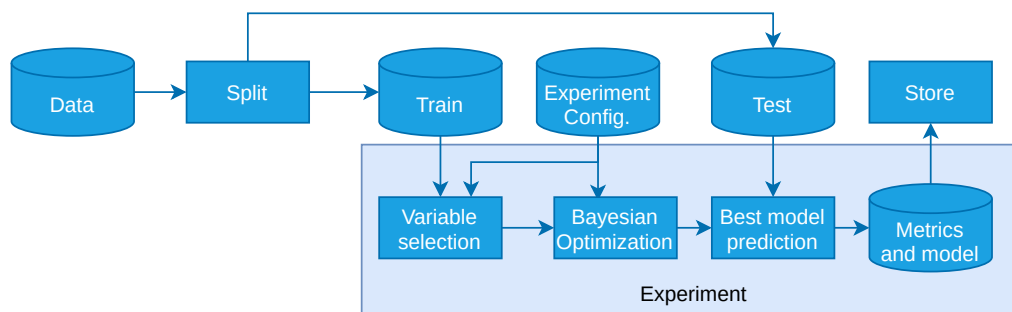 Data
Split
Train
Experiment
Config.
Test
Store
Variable
selection
Bayesian
Optimization
Best model
prediction
Metrics
and model
Experiment